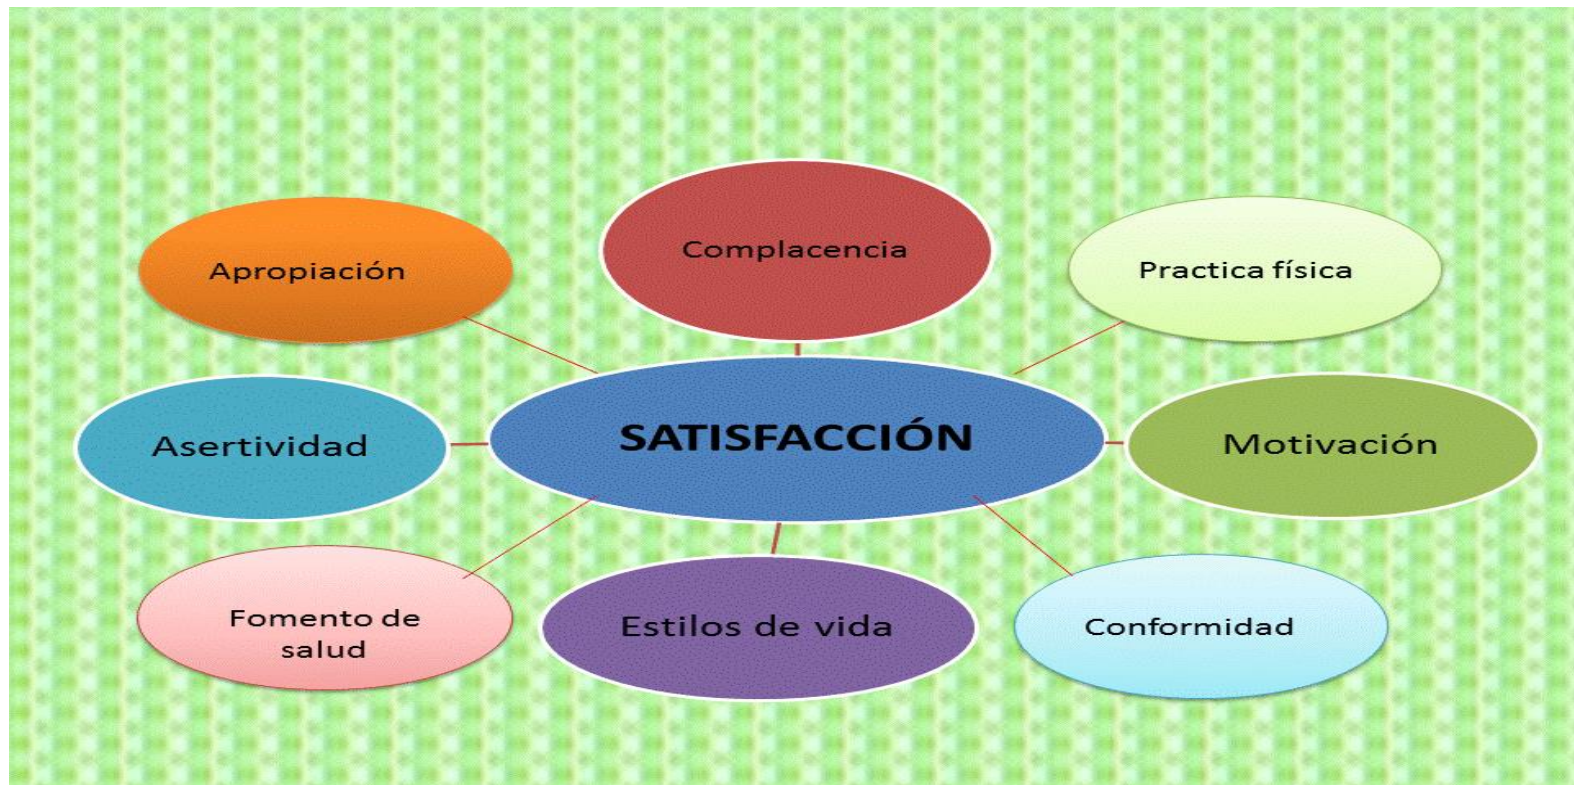 Complacencia
Apropiación
Practica física
Asertividad
SATISFACCIÓN
Motivación
Fomento de
salud
Estilos de vida
Conformidad